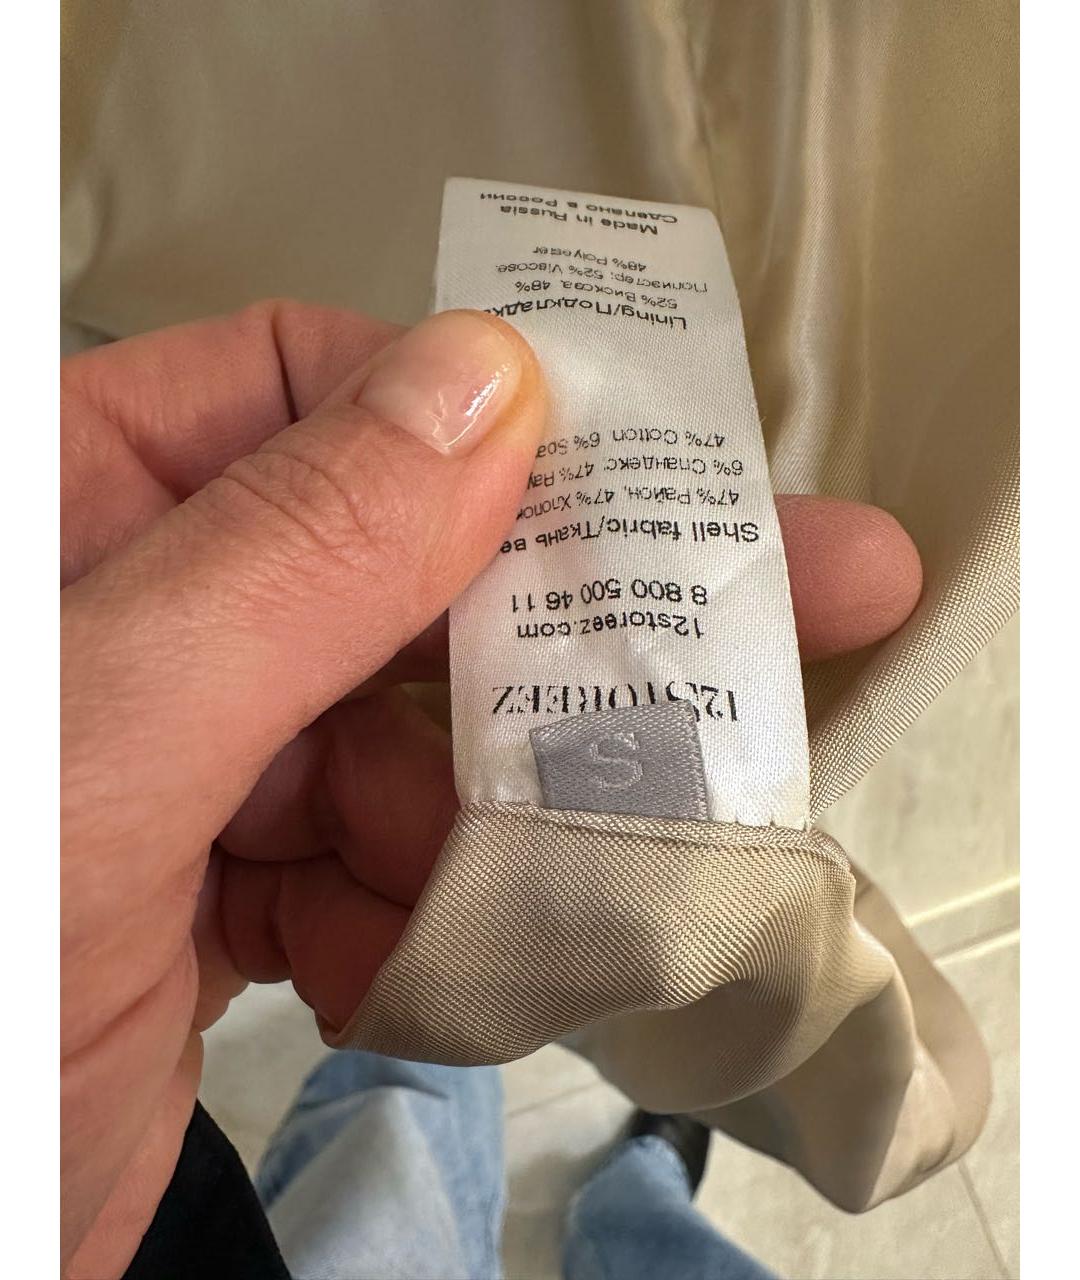 12STOREEZ
12storeez.com
8 800 500 46 11
Shell fabric/Ткань ве
47% Район, 47% Хлопок
6% Спандекс 47% Ray
47% Cotton 6% Spa
Lining/Подкладка
52% Вискоза, 48%
Полиэстер; 52% Viscose
48% Polyester
Made in Russia
Сделано в России
S